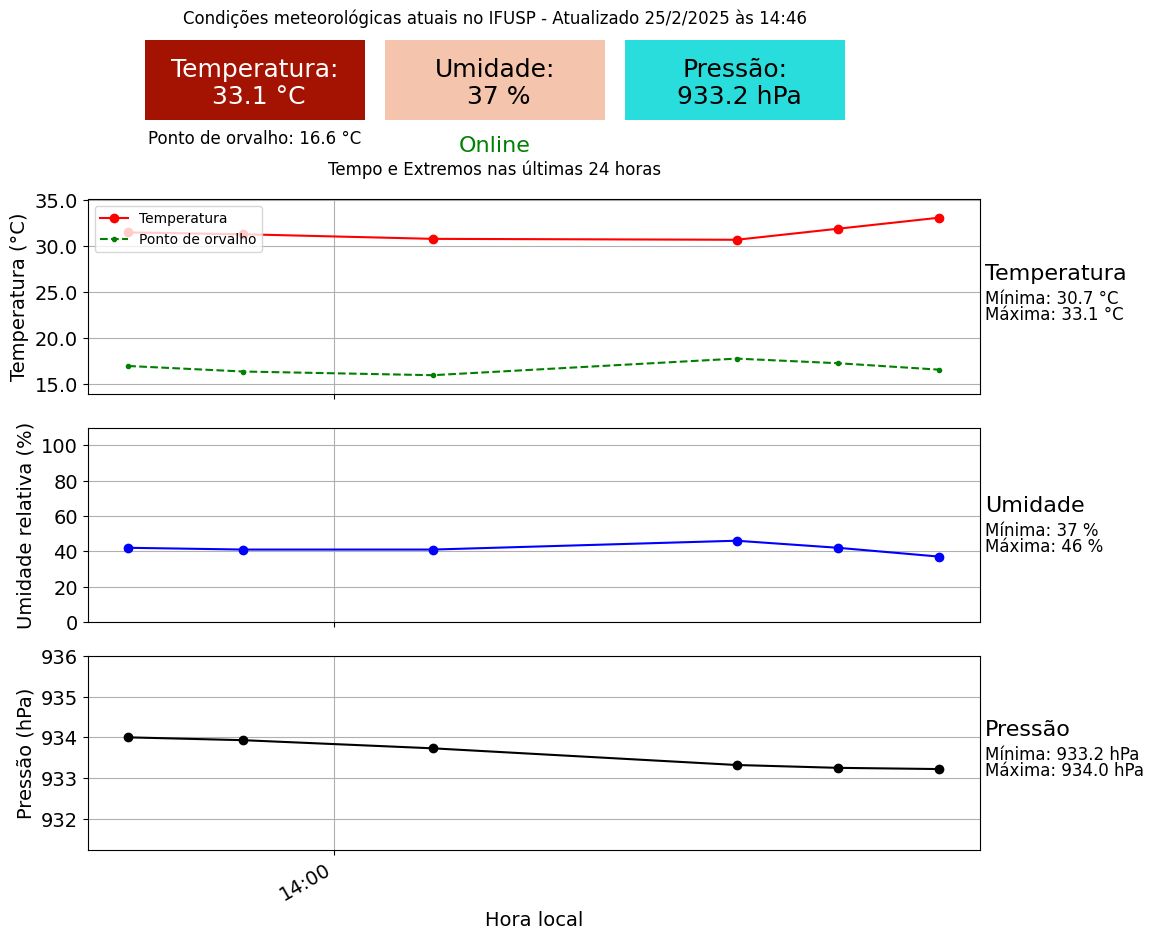 Condições meteorológicas atuais no IFUSP - Atualizado 25/2/2025 às 14:46
Temperatura:
33.1 °C
Umidade:
37 %
Pressão:
933.2 hPa
Ponto de orvalho: 16.6 °C
Online
Tempo e Extremos nas últimas 24 horas
Temperatura (°C)
35.0
30.0
25.0
20.0
15.0
Temperatura
Ponto de orvalho
Temperatura
Mínima: 30.7 °C
Máxima: 33.1 °C
Umidade relativa (%)
100
80
60
40
20
0
Umidade
Mínima: 37 %
Máxima: 46 %
Pressão (hPa)
936
935
934
933
932
Pressão
Mínima: 933.2 hPa
Máxima: 934.0 hPa
14:00
Hora local